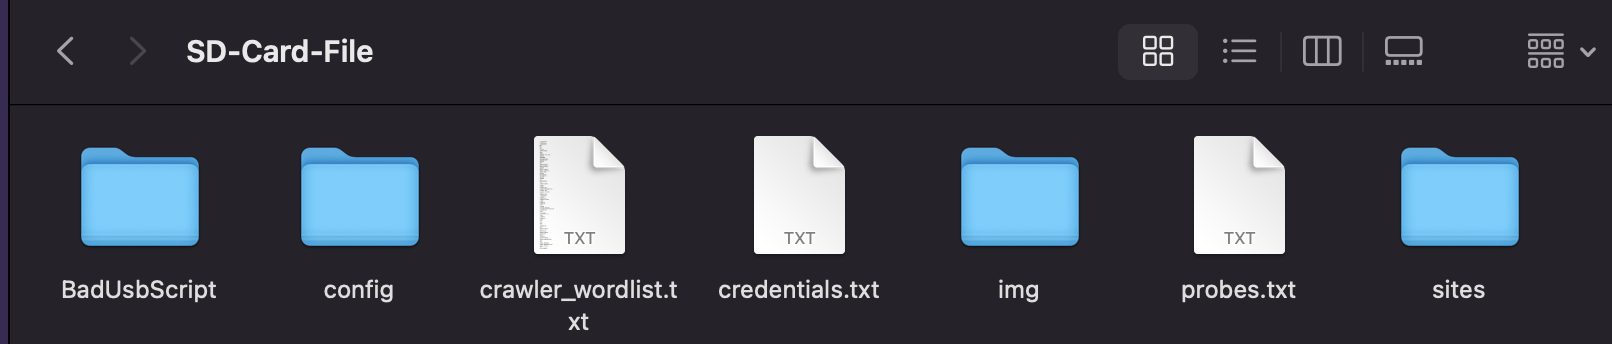 SD-Card-File
TXT
TXT
TXT
BadUsbScript
config
crawler_wordlist.t
xt
credentials.txt
img
probes.txt
sites